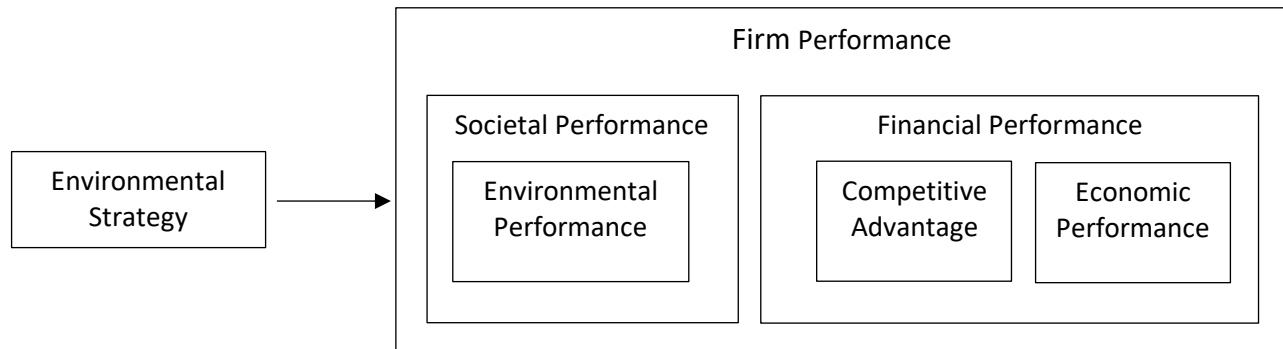 Firm Performance
Societal Performance
Financial Performance
Environmental
Strategy
Environmental
Performance
Competitive
Advantage
Economic
Performance